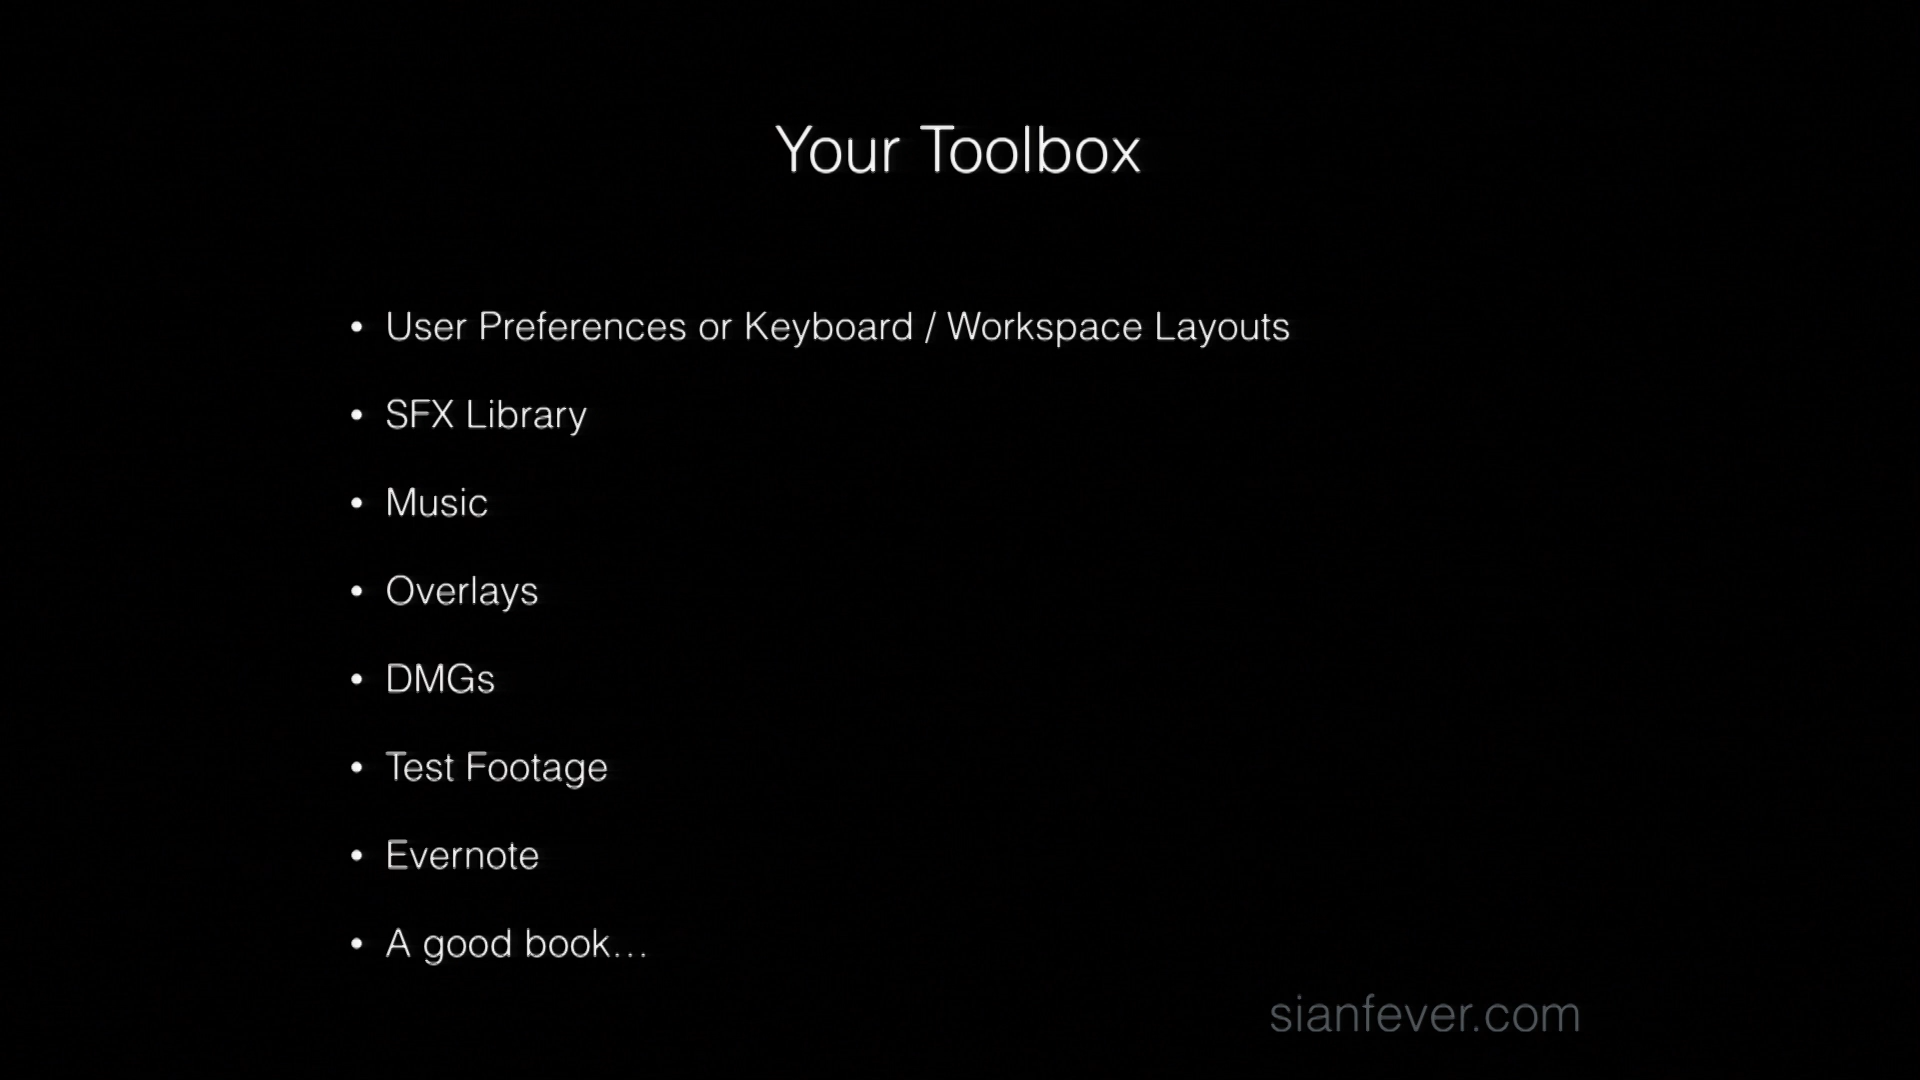 Your Toolbox
• User Preferences or Keyboard / Workspace Layouts
• SFX Library
• Music
• Overlays
• DMGs
• Test Footage
• Evernote
• A good book…
sianfever.com